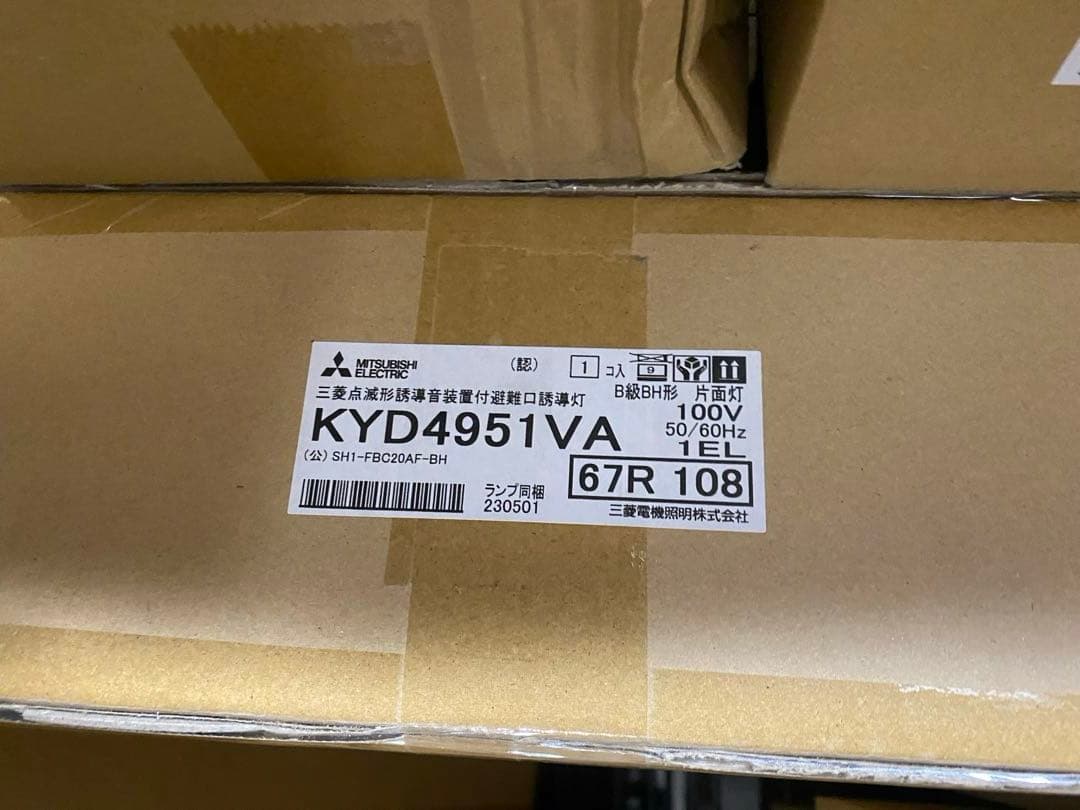 MITSUBISHI
ELECTRIC
(認)
1 コ入
9
三菱点滅形誘導音装置付避難口誘導灯
B級BH形 片面灯
KYD4951VA
100V
50/60Hz
1EL
(公) SH1-FBC20AF-BH
67R 108
ランプ同梱
230501
三菱電機照明株式会社